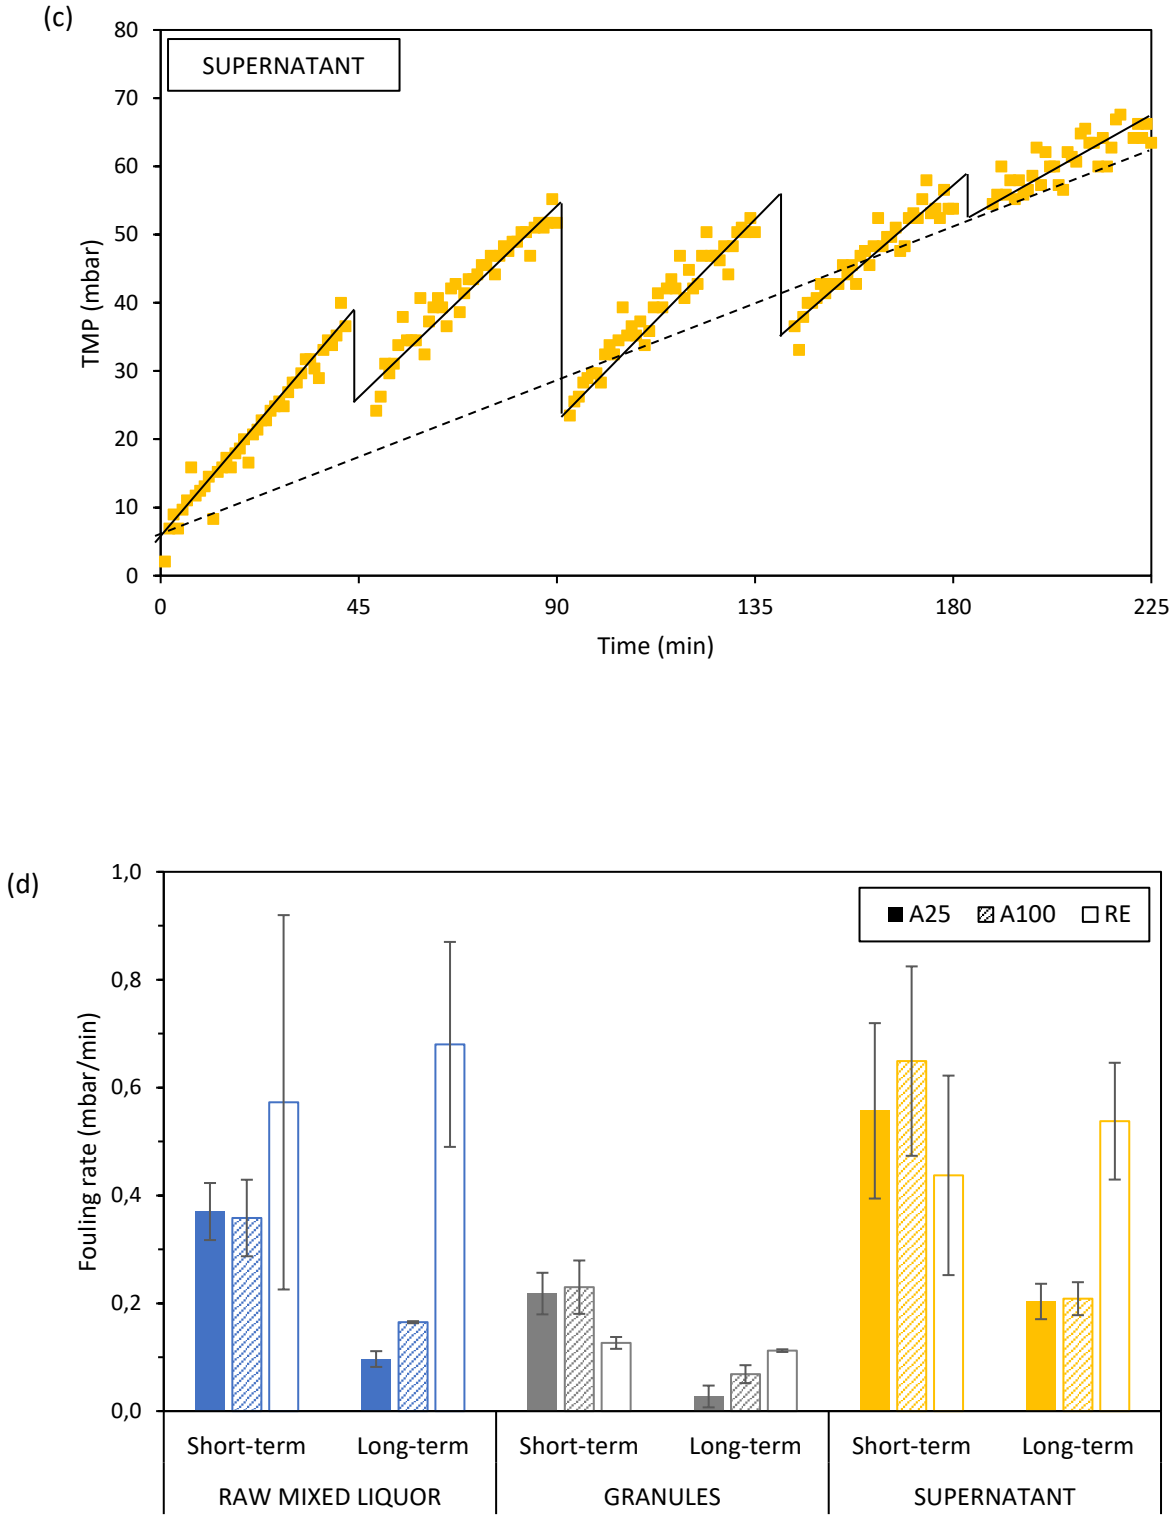 (c)
SUPERNATANT
80
70
60
50
40
30
20
10
0
TMP (mbar)
0 45 90 135 180 225
Time (min)
(d)
A25 A100 RE
1,0
0,8
0,6
0,4
0,2
0,0
Fouling rate (mbar/min)
Short-term Long-term Short-term Long-term Short-term Long-term
RAW MIXED LIQUOR GRANULES SUPERNATANT